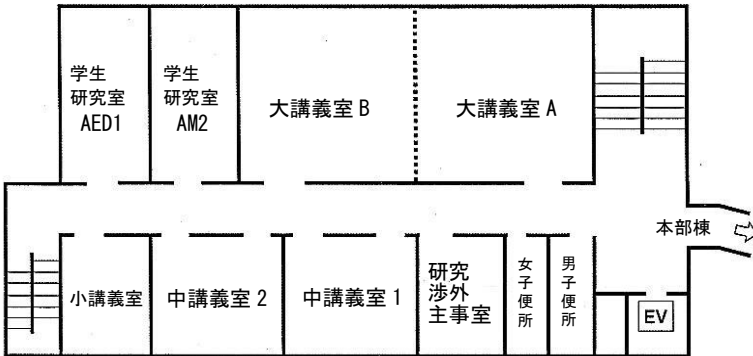 学生
研究室
AED1
学生
研究室
AM2
大講義室 B
大講義室 A
本部棟
小講義室
中講義室 2
中講義室 1
研究
渉外
主事室
女子便所
男子便所
EV